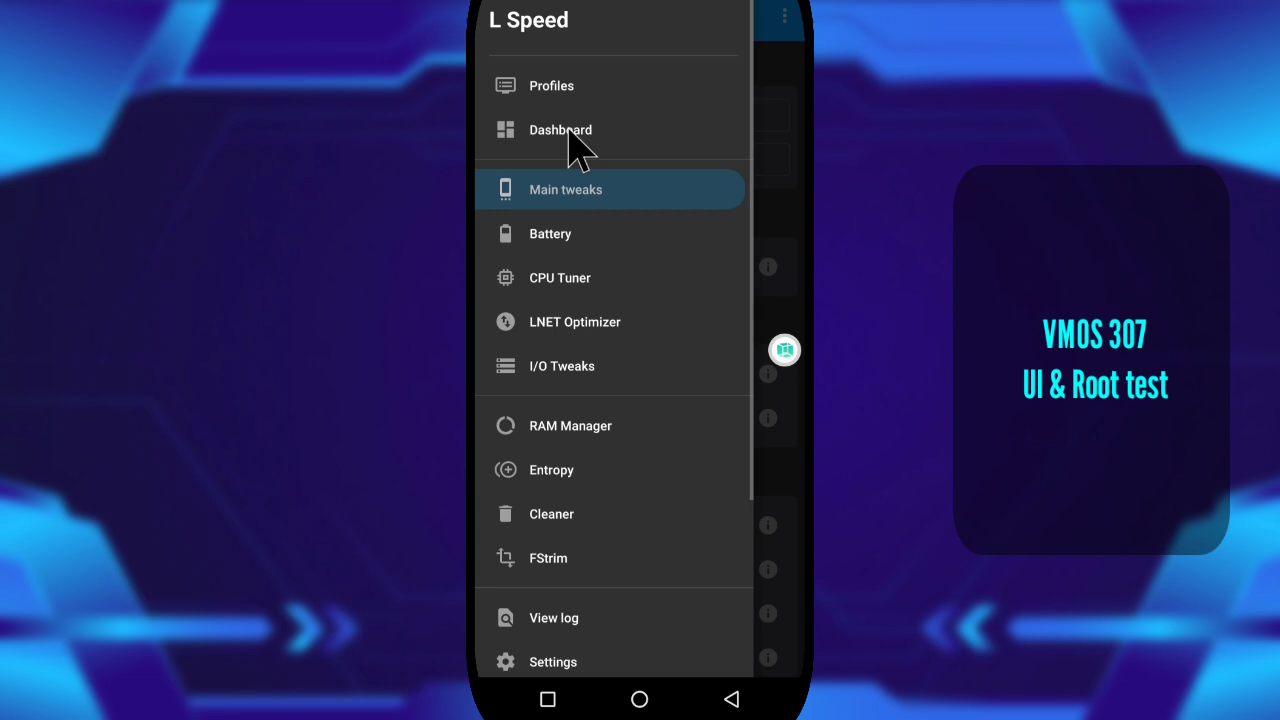 L Speed
Profiles
Dashboard
Main tweaks
Battery
CPU Tuner
LNET Optimizer
I/O Tweaks
RAM Manager
Entropy
Cleaner
FStrim
View log
Settings
VMOS 307
UI & Root test